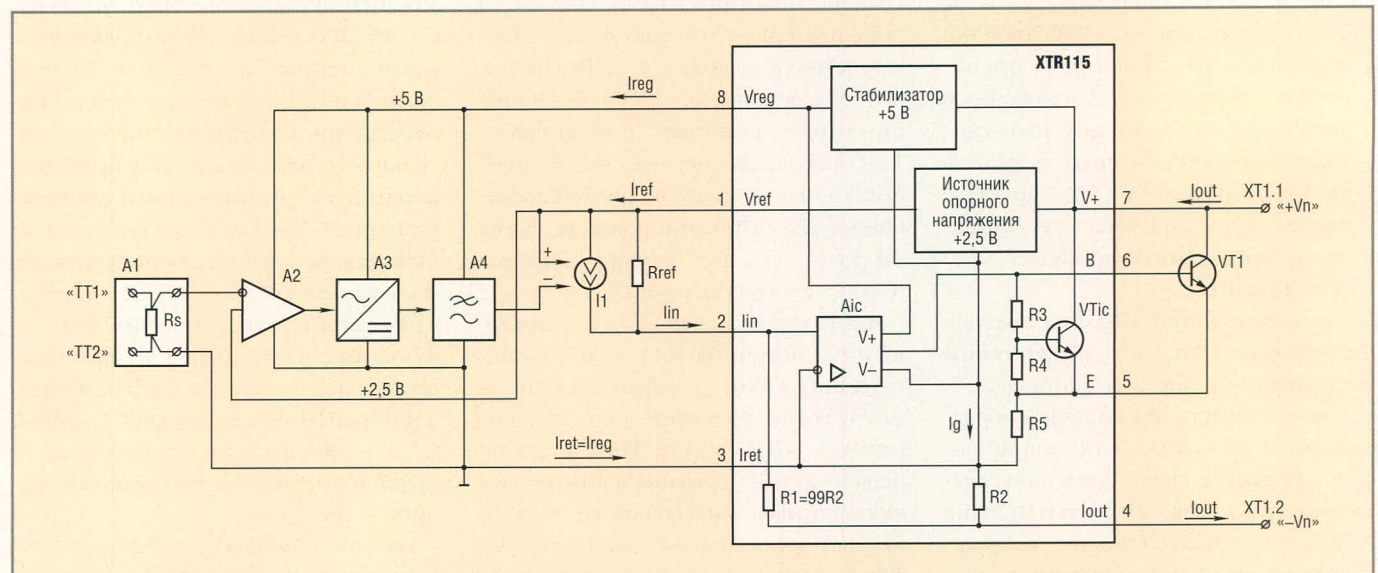 XTR115
Ireg
8 Vreg
Стабилизатор
+5 В
+5 В
Iref
1 Vref
Источник
опорного
напряжения
+2,5 В
V+ 7
Iout
XT1.1
«+Vn»
A1
A2
A3
A4
+
–
I1
Rref
B 6
VT1
«TT1»
Rs
«TT2»
Iin
2 Iin
Aic
V+
V–
R3
VTic
R4
E 5
+2,5 В
Ig
R5
Iret=Ireg
3 Iret
R1=99R2
R2
Iout 4
Iout
XT1.2
«–Vn»